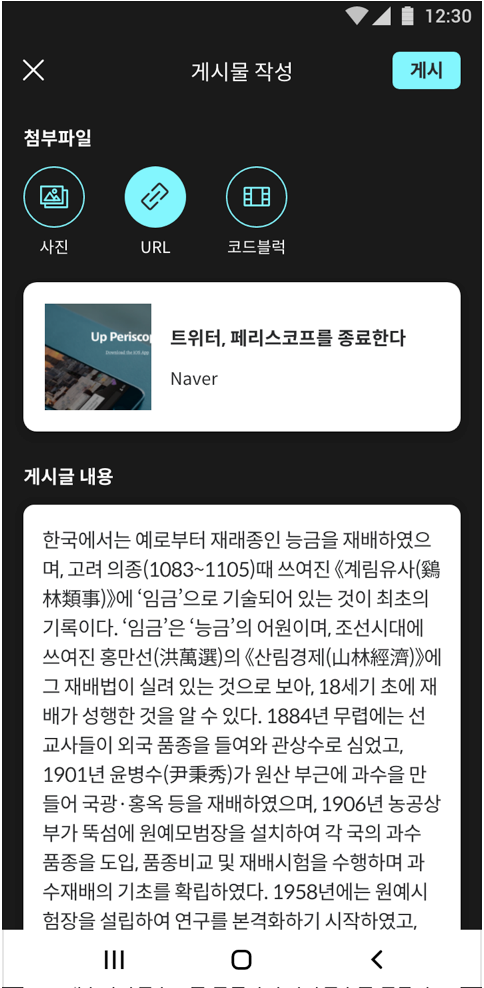 12:30
게시물 작성
게시
첨부파일
사진
URL
코드블럭
Up Periscop
Download the iOS App
트위터, 페리스코프를 종료한다
Naver
게시글 내용
한국에서는 예로부터 재래종인 능금을 재배하였으
며, 고려 의종(1083~1105)때 쓰여진 《계림유사(鷄
林類事)》에 ‘임금’으로 기술되어 있는 것이 최초의
기록이다. ‘임금’은 ‘능금’의 어원이며, 조선시대에
쓰여진 홍만선(洪萬選)의 《산림경제(山林經濟)》에
그 재배법이 실려 있는 것으로 보아, 18세기 초에 재
배가 성행한 것을 알 수 있다. 1884년 무렵에는 선
교사들이 외국 품종을 들여와 관상수로 심었고,
1901년 윤병수(尹秉秀)가 원산 부근에 과수을 만
들어 국광·홍옥 등을 재배하였으며, 1906년 농공상
부가 뚝섬에 원예모범장을 설치하여 각 국의 과수
품종을 도입, 품종비교 및 재배시험을 수행하며 과
수재배의 기초를 확립하였다. 1958년에는 원예시
험장을 설립하여 연구를 본격화하기 시작하였고,